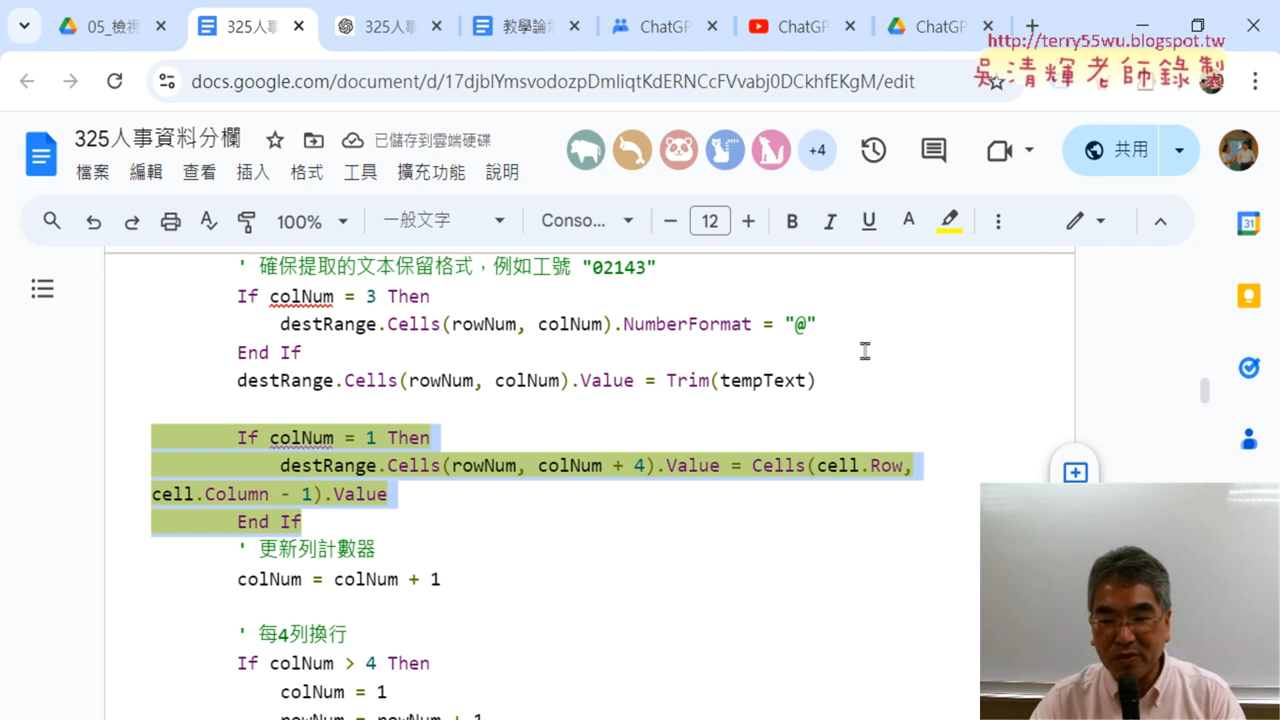 05_檢視
325人事
325人事
教學論壇
ChatGP
ChatGP
ChatGP
http://terry55wu.blogspot.tw
吳清輝老師錄製
docs.google.com/document/d/17djblYnsvodozpDmliqtKdERNCcFVvabj0DCkhfEKgM/edit
325人事資料分欄
已儲存到雲端硬碟
檔案 編輯 查看 插入 格式 工具 擴充功能 說明
+4
共用
100%
一般文字
Conso...
12
B I U A
31
' 確保提取的文本保留格式，例如工號 "02143"
If colNum = 3 Then
destRange.Cells(rowNum, colNum).NumberFormat = "@"
End If
destRange.Cells(rowNum, colNum).Value = Trim(tempText)
If colNum = 1 Then
destRange.Cells(rowNum, colNum + 4).Value = Cells(cell.Row,
cell.Column - 1).Value
End If
' 更新列計數器
colNum = colNum + 1
' 每4列換行
If colNum > 4 Then
colNum = 1
rowNum = rowNum + 1